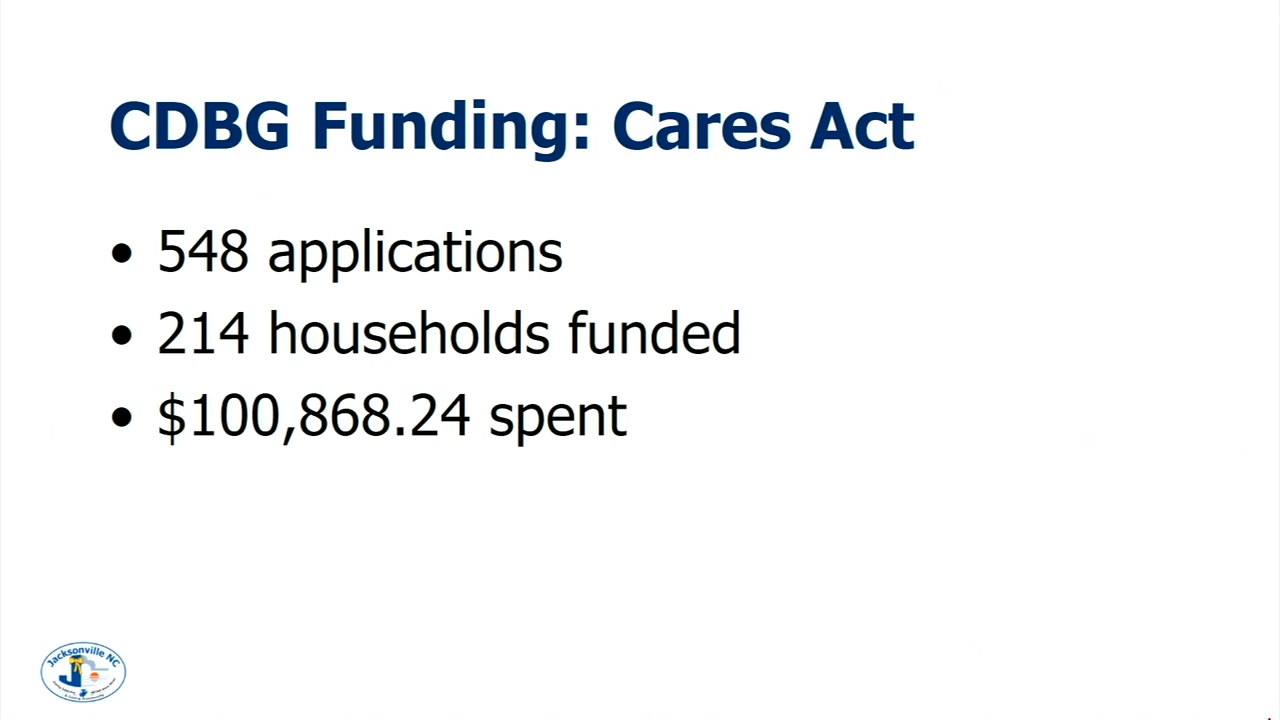 CDBG Funding: Cares Act
• 548 applications
• 214 households funded
• $100,868.24 spent
Jacksonville NC